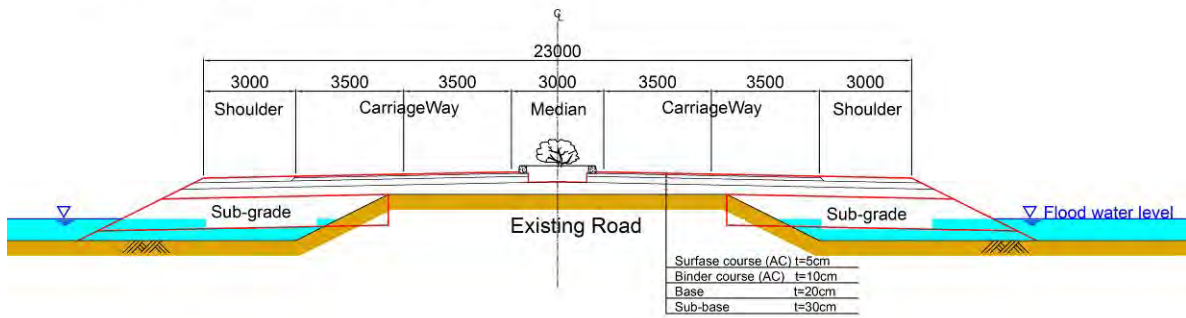 ℄
23000
3000 3500 3500 3000 3500 3500 3000
Shoulder CarriageWay Median CarriageWay Shoulder
Sub-grade Sub-grade
Flood water level
Existing Road
Surfase course (AC) t=5cm
Binder course (AC) t=10cm
Base t=20cm
Sub-base t=30cm